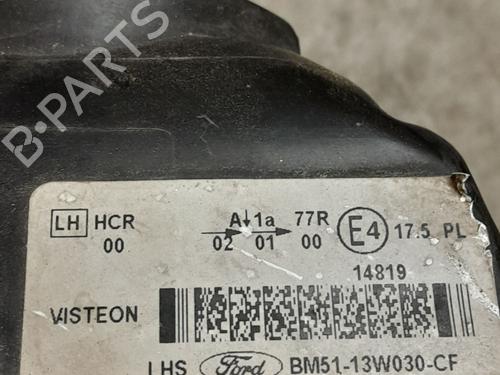 B-PARTS
LH HCR A↓1a 77R E4 17.5 PL
00 02 01 00
14819
VISTEON
LHS Ford BM51-13W030-CF